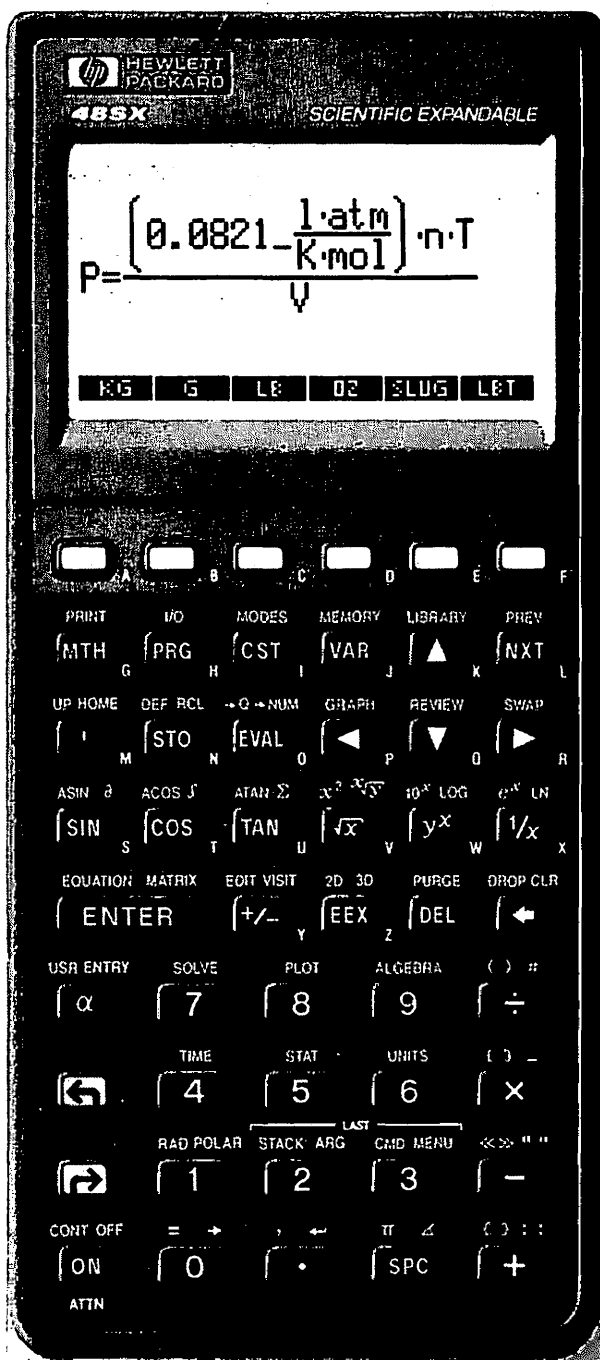 hp HEWLETT
PACKARD
48SX SCIENTIFIC EXPANDABLE
P=(0.0821_l·atm/K·mol)·n·T/V
KG G LB OZ SLUG LBT
A B C D E F
PRINT I/O MODES MEMORY LIBRARY PREV
MTH G PRG H CST I VAR J ▲ K NXT L
UP HOME DEF RCL →Q →NUM GRAPH REVIEW SWAP
' M STO N EVAL O ◀ P ▼ Q ▶ R
ASIN ∂ ACOS ∫ ATAN Σ x² ˣ√y 10ˣ LOG eˣ LN
SIN S COS T TAN U √x V yˣ W 1/x X
EQUATION MATRIX EDIT VISIT 2D 3D PURGE DROP CLR
ENTER +/− Y EEX Z DEL ←
USR ENTRY SOLVE PLOT ALGEBRA ( ) #
α 7 8 9 ÷
TIME STAT UNITS [ ] _
4 5 6 ×
LAST
RAD POLAR STACK ARG CMD MENU «» " "
1 2 3 −
CONT OFF = → , ↵ π ∠ { } : :
ON 0 · SPC +
ATTN